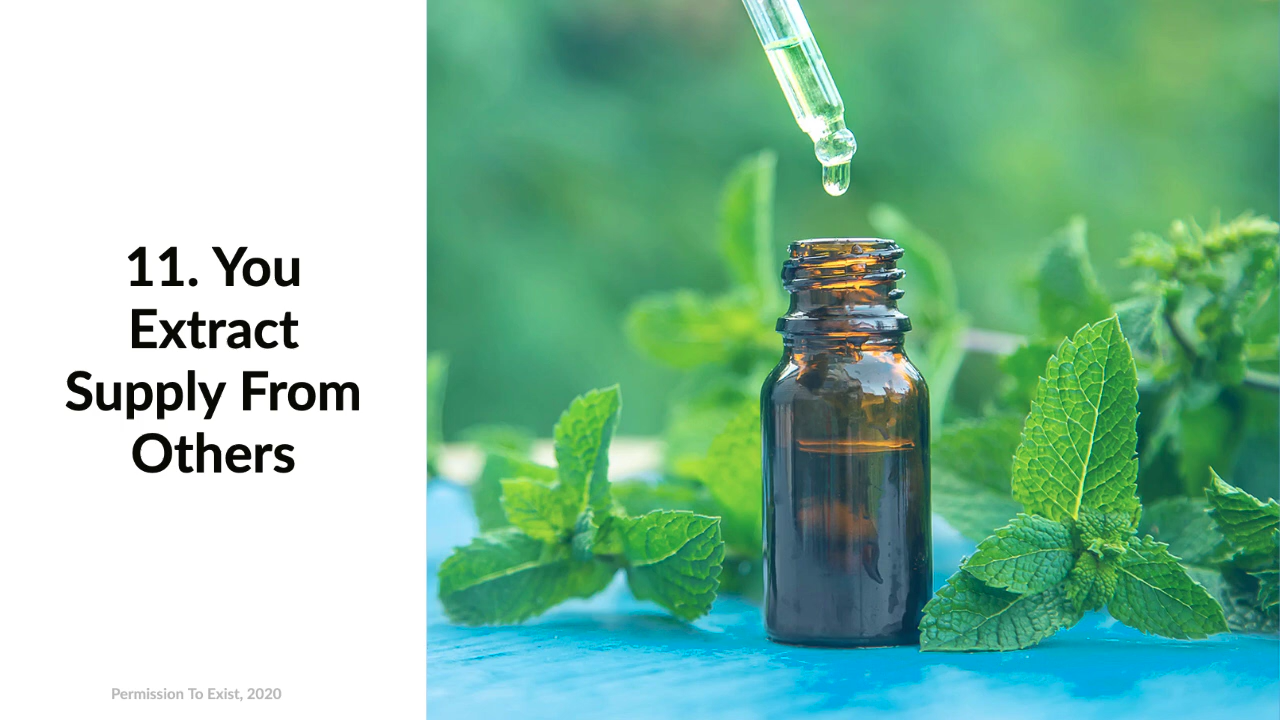 11. You
Extract
Supply From
Others
Permission To Exist, 2020